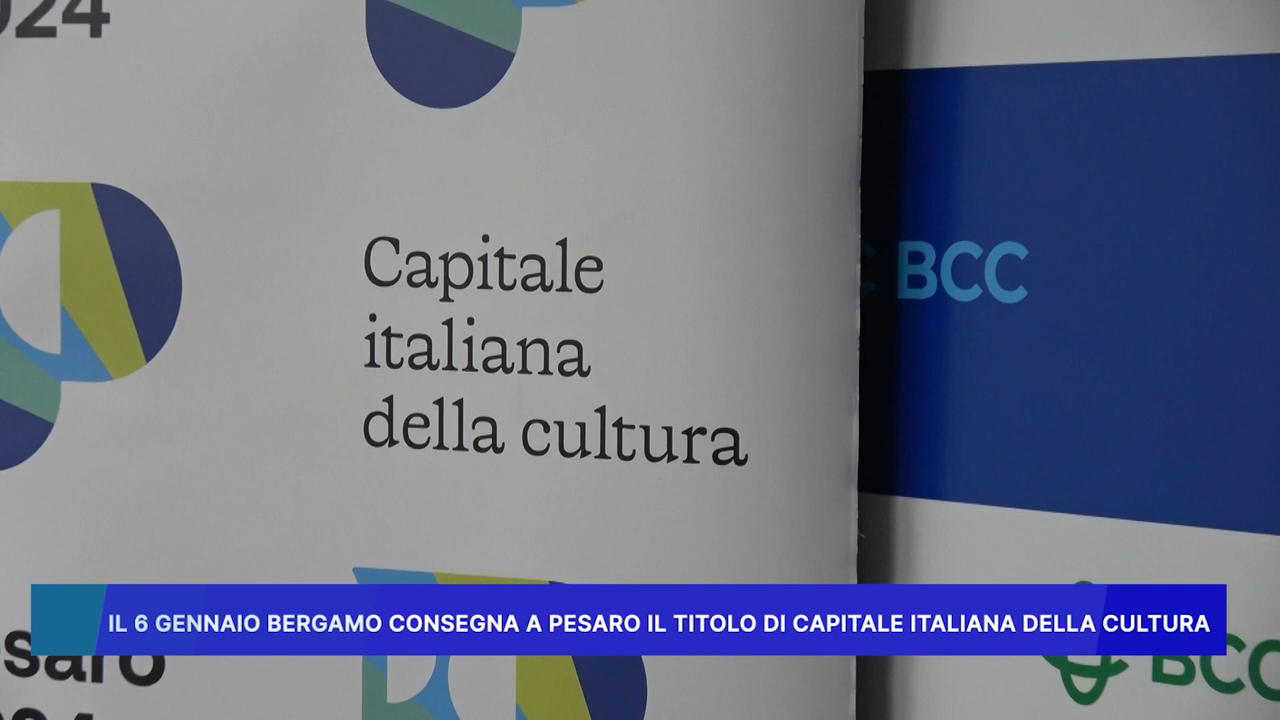 024
Capitale
italiana
della cultura
BCC
IL 6 GENNAIO BERGAMO CONSEGNA A PESARO IL TITOLO DI CAPITALE ITALIANA DELLA CULTURA
saro
BCC